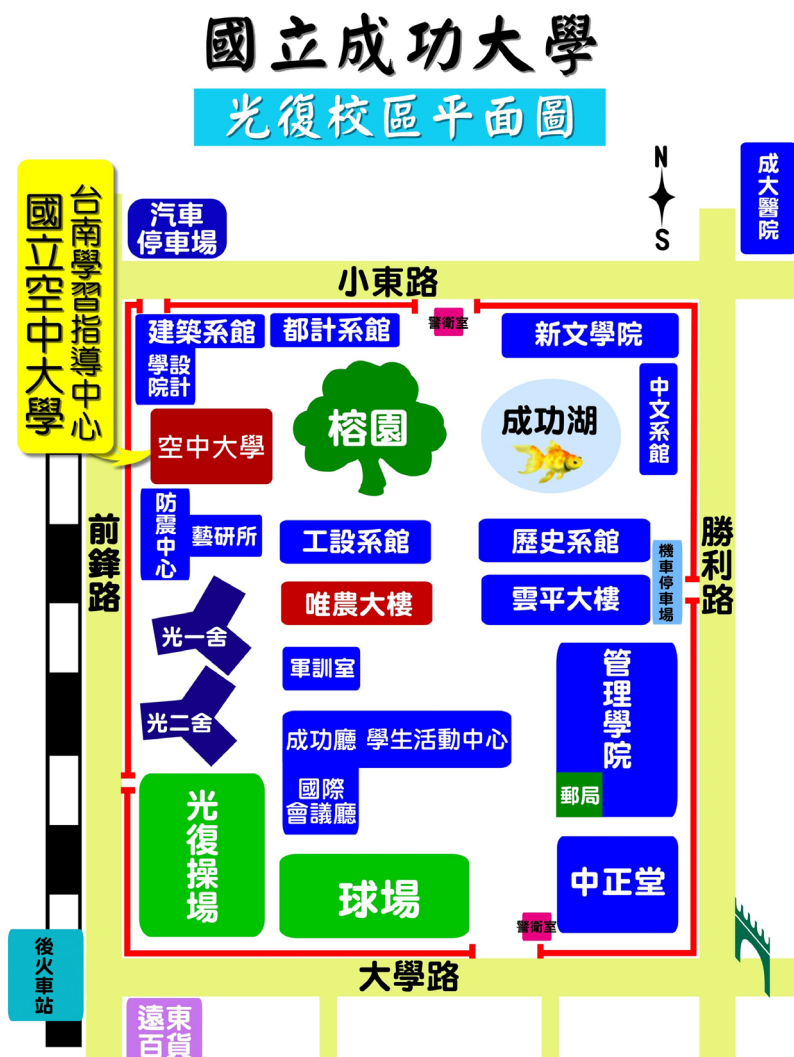 國立成功大學
光復校區平面圖
台南學習指導中心
國立空中大學
汽車
停車場
N
S
成大醫院
小東路
建築系館
都計系館
警衛室
新文學院
學設
院計
中文系館
空中大學
榕園
成功湖
前鋒路
防震中心
藝研所
工設系館
歷史系館
機車停車場
勝利路
唯農大樓
雲平大樓
光一舍
軍訓室
管理學院
光二舍
成功廳 學生活動中心
國際
會議廳
郵局
光復操場
球場
中正堂
警衛室
後火車站
大學路
遠東
百貨